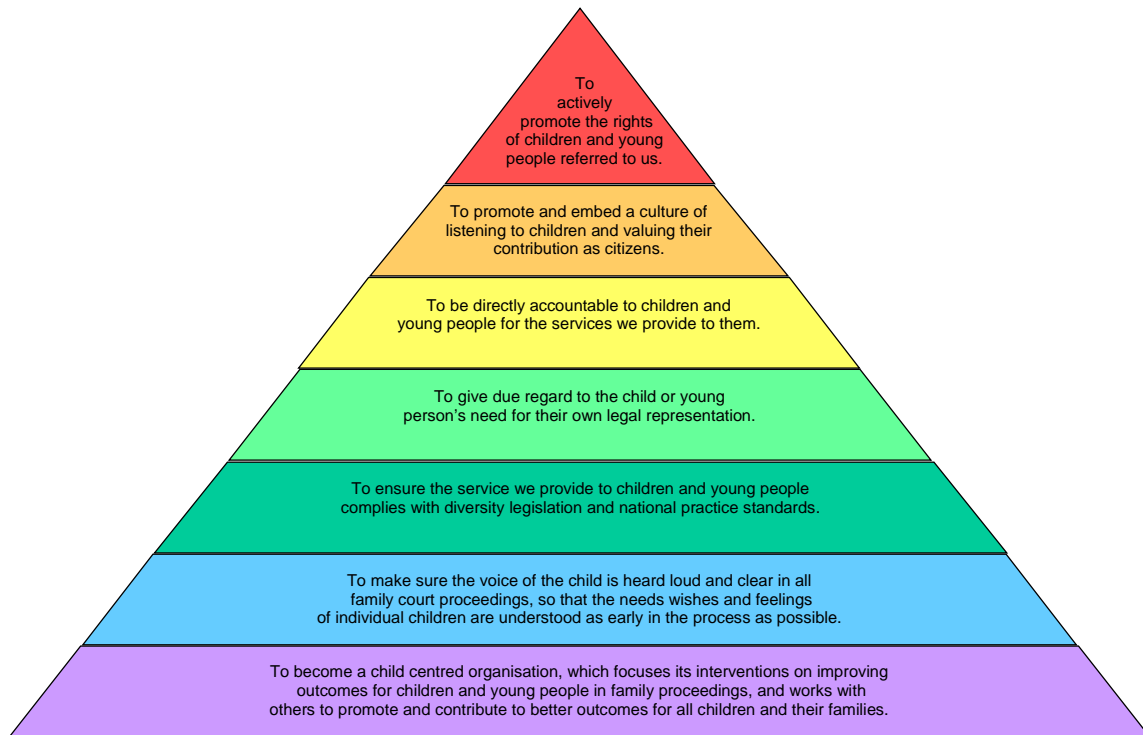 To
actively
promote the rights
of children and young
people referred to us.
To promote and embed a culture of
listening to children and valuing their
contribution as citizens.
To be directly accountable to children and
young people for the services we provide to them.
To give due regard to the child or young
person’s need for their own legal representation.
To ensure the service we provide to children and young people
complies with diversity legislation and national practice standards.
To make sure the voice of the child is heard loud and clear in all
family court proceedings, so that the needs wishes and feelings
of individual children are understood as early in the process as possible.
To become a child centred organisation, which focuses its interventions on improving
outcomes for children and young people in family proceedings, and works with
others to promote and contribute to better outcomes for all children and their families.